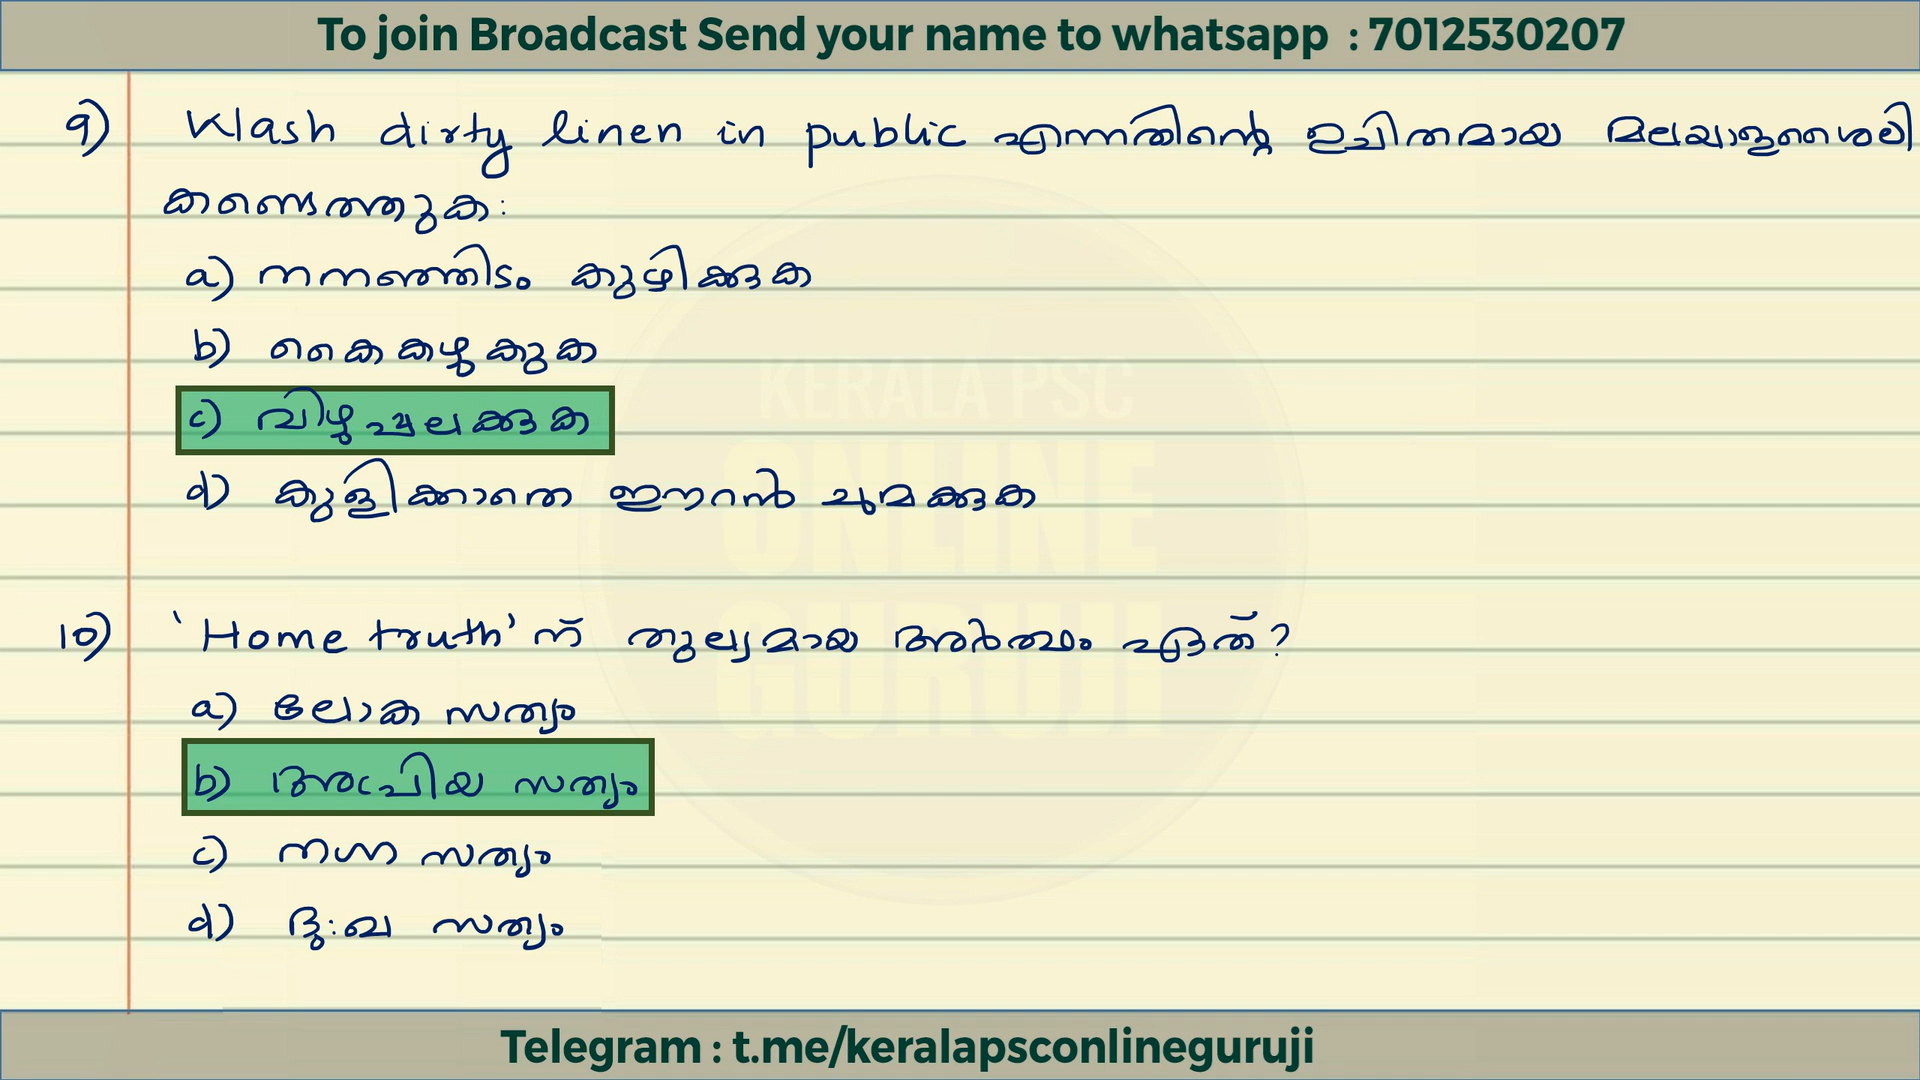 To join Broadcast Send your name to whatsapp : 7012530207
9) Wash dirty linen in public എന്നതിന്റെ ഉചിതമായ മലയാളശൈലി
കണ്ടെത്തുക:
a) നനഞ്ഞിടം കുഴിക്കുക
b) കൈകഴുകുക
c) വിഴുപ്പലക്കുക
d) കുളിക്കാതെ ഈറൻ ചുമക്കുക
KERALA PSC
ONLINE
GURUJI
10) 'Home truth' ന് തുല്യമായ അർത്ഥം ഏത്?
a) ലോക സത്യം
b) അപ്രിയ സത്യം
c) നഗ്ന സത്യം
d) ദു:ഖ സത്യം
Telegram : t.me/keralapsconlineguruji